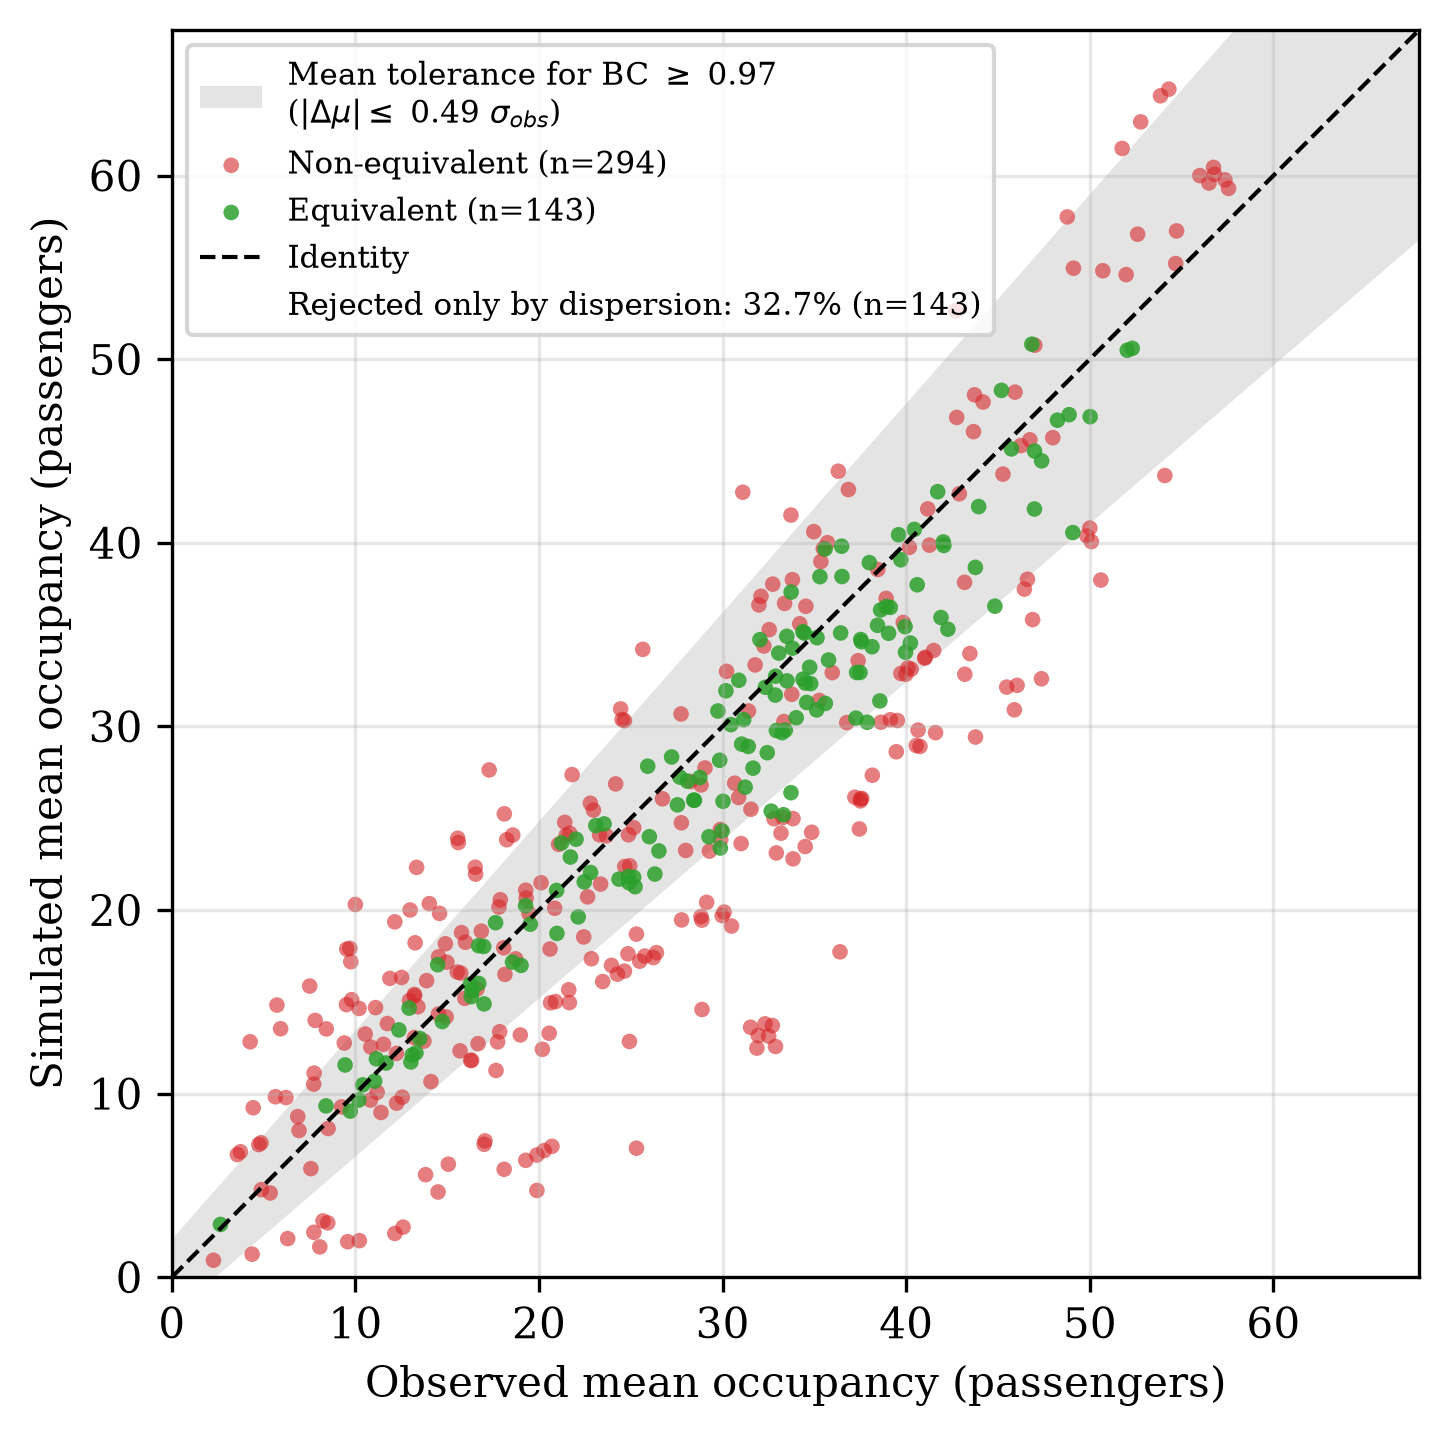 Mean tolerance for BC ≥ 0.97
(|Δμ| ≤ 0.49 σ_obs)
Non-equivalent (n=294)
Equivalent (n=143)
Identity
Rejected only by dispersion: 32.7% (n=143)
60
50
40
30
20
10
0
Simulated mean occupancy (passengers)
0 10 20 30 40 50 60
Observed mean occupancy (passengers)